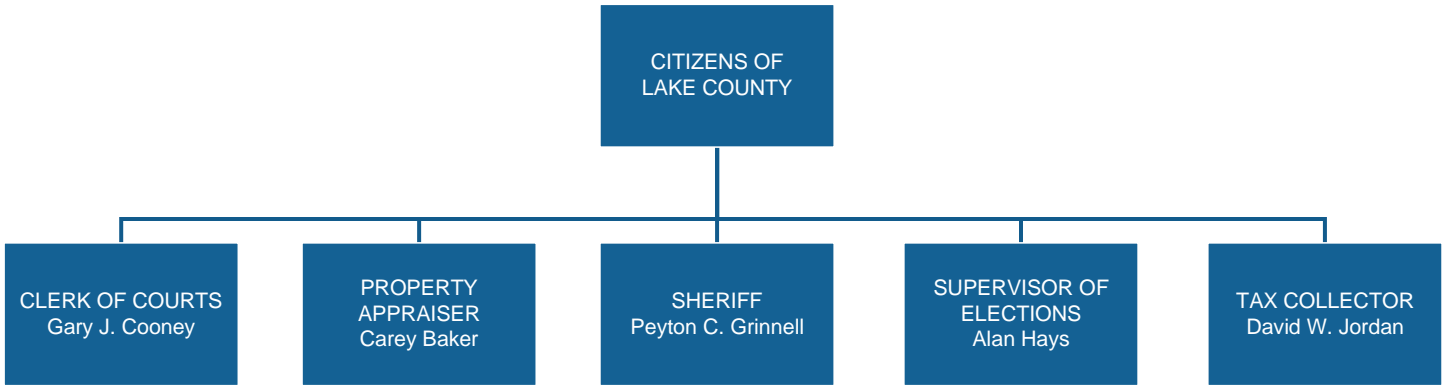 CITIZENS OF
LAKE COUNTY
CLERK OF COURTS
Gary J. Cooney
PROPERTY
APPRAISER
Carey Baker
SHERIFF
Peyton C. Grinnell
SUPERVISOR OF
ELECTIONS
Alan Hays
TAX COLLECTOR
David W. Jordan